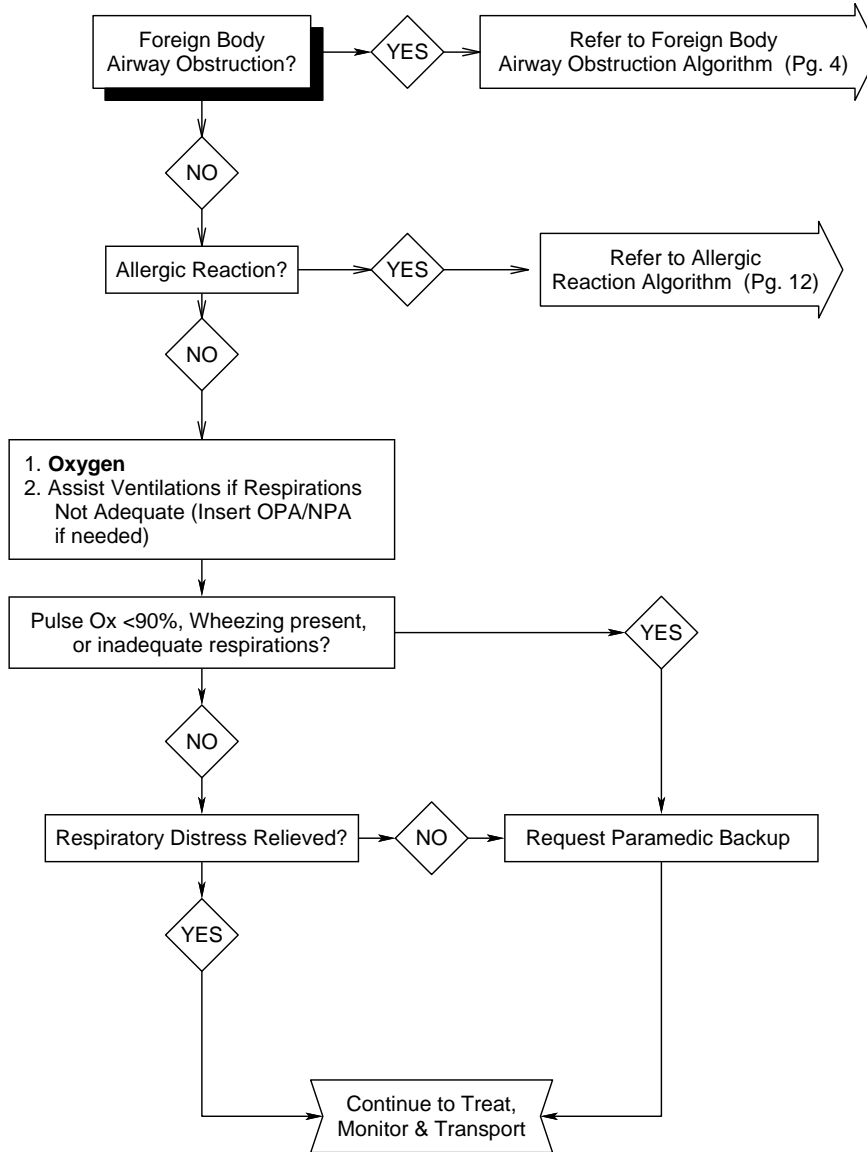 Foreign Body
Airway Obstruction?
YES
Refer to Foreign Body
Airway Obstruction Algorithm (Pg. 4)
NO
Allergic Reaction?
YES
Refer to Allergic
Reaction Algorithm (Pg. 12)
NO
1. Oxygen
2. Assist Ventilations if Respirations
Not Adequate (Insert OPA/NPA
if needed)
Pulse Ox <90%, Wheezing present,
or inadequate respirations?
YES
NO
Respiratory Distress Relieved?
NO
Request Paramedic Backup
YES
Continue to Treat,
Monitor & Transport